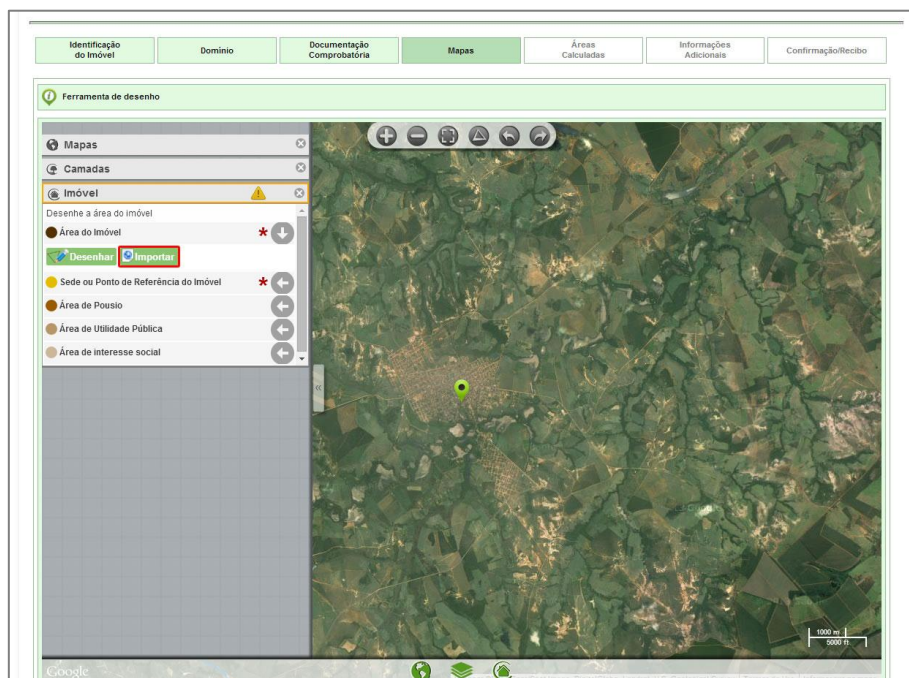 Identificação
do Imóvel
Domínio
Documentação
Comprobatória
Mapas
Áreas
Calculadas
Informações
Adicionais
Confirmação/Recibo
Ferramenta de desenho
Mapas
Camadas
Imóvel
Desenhe a área do imóvel
Área do Imóvel *
Desenhar Importar
Sede ou Ponto de Referência do Imóvel *
Área de Pousio
Área de Utilidade Pública
Área de interesse social
«
1000 m
5000 ft
Google